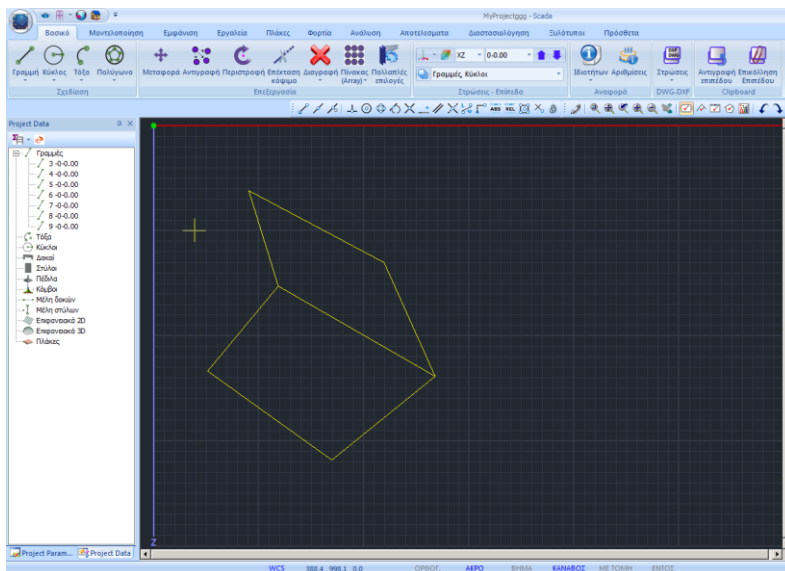 MyProjectggg - Scada
Βασικό Μοντελοποίηση Εμφάνιση Εργαλεία Πλάκες Φορτία Ανάλυση Αποτελεσματα Διαστασιολόγηση Ξυλότυποι Πρόσθετα
Γραμμή Κύκλος Τόξο Πολύγωνο Μεταφορά Αντιγραφή Περιστροφή Επέκταση κόψιμο Διαγραφή Πίνακας (Array) Πολλαπλές επιλογές
XZ 0-0.00
Γραμμές, Κύκλοι
Ιδιοτήτων Αριθμίσεις Στρώσεις Αντιγραφή επιπέδου Επικόλληση Επιπέδου
Σχεδίαση Επεξεργασία Στρώσεις - Επίπεδο Αναφορά DWG-DXF Clipboard
ABS REL
Project Data
Γραμμές
3 -0-0.00
4 -0-0.00
5 -0-0.00
6 -0-0.00
7 -0-0.00
8 -0-0.00
9 -0-0.00
Τόξα
Κύκλοι
Δοκοί
Στύλοι
Πέδιλα
Κόμβοι
Μέλη δοκών
Μέλη στύλων
Επιφανειακά 2D
Επιφανειακά 3D
Πλάκες
Z
Project Param... Project Data
WCS 388.4 998.1 0.0 ΟΡΘΟΓ. ΑΚΡΟ ΒΗΜΑ ΚΑΝΑΒΟΣ ΜΕ ΤΟΜΗ ΕΝΤΟΣ